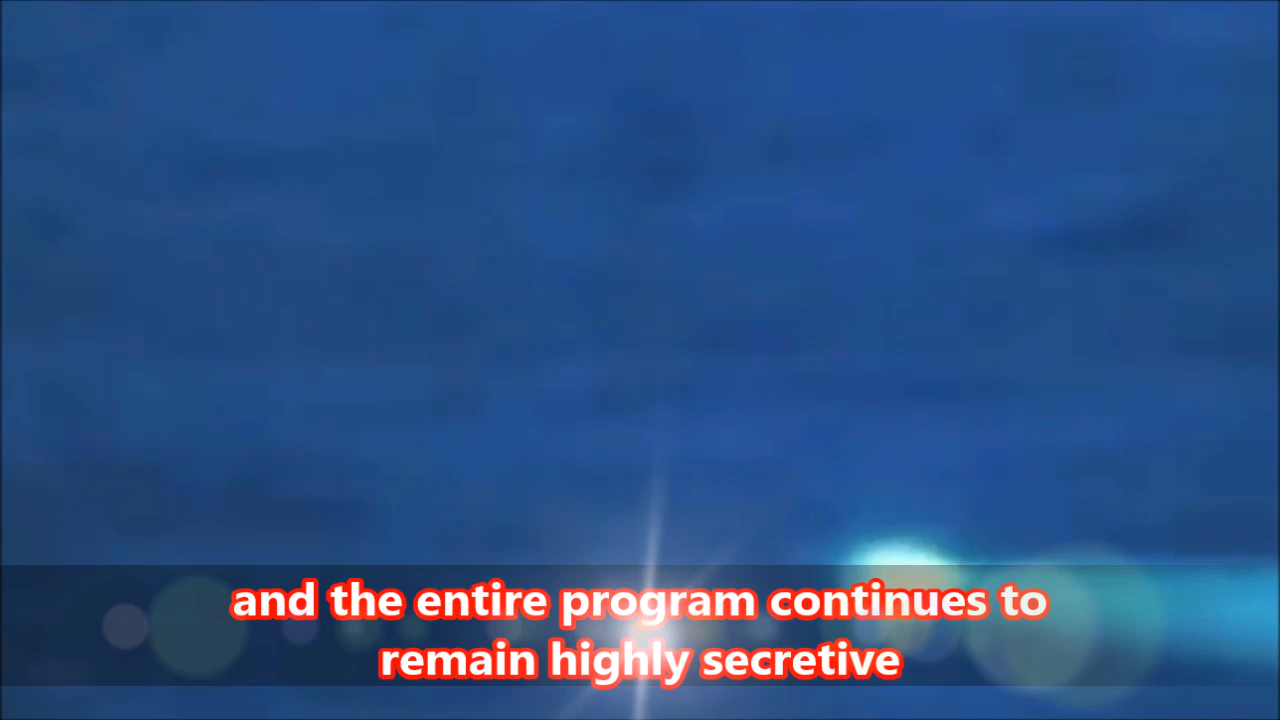 and the entire program continues to
remain highly secretive